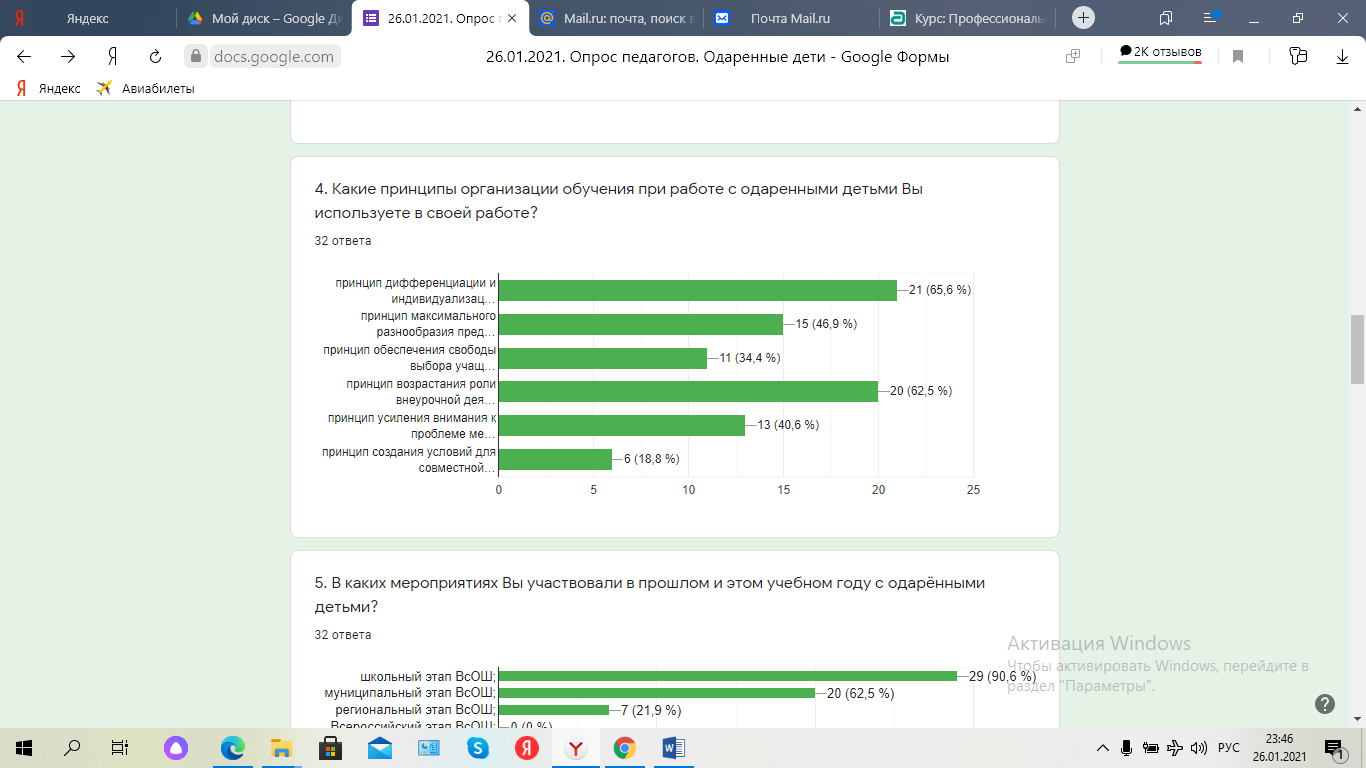 Яндекс
Мой диск – Google Ди
26.01.2021. Опрос п
Mail.ru: почта, поиск в
Почта Mail.ru
Курс: Профессиональ
docs.google.com
26.01.2021. Опрос педагогов. Одаренные дети - Google Формы
2К отзывов
Яндекс
Авиабилеты
4. Какие принципы организации обучения при работе с одаренными детьми Вы
используете в своей работе?
32 ответа
принцип дифференциации и
индивидуализац…
21 (65,6 %)
принцип максимального
разнообразия пред…
15 (46,9 %)
принцип обеспечения свободы
выбора учащ…
11 (34,4 %)
принцип возрастания роли
внеурочной дея…
20 (62,5 %)
принцип усиления внимания к
проблеме ме…
13 (40,6 %)
принцип создания условий для
совместной…
6 (18,8 %)
0 5 10 15 20 25
5. В каких мероприятиях Вы участвовали в прошлом и этом учебном году с одарёнными
детьми?
32 ответа
школьный этап ВсОШ;
29 (90,6 %)
муниципальный этап ВсОШ;
20 (62,5 %)
региональный этап ВсОШ;
7 (21,9 %)
Всероссийский этап ВсОШ;
0 (0 %)
Активация Windows
Чтобы активировать Windows, перейдите в
раздел "Параметры".
РУС
23:46
26.01.2021